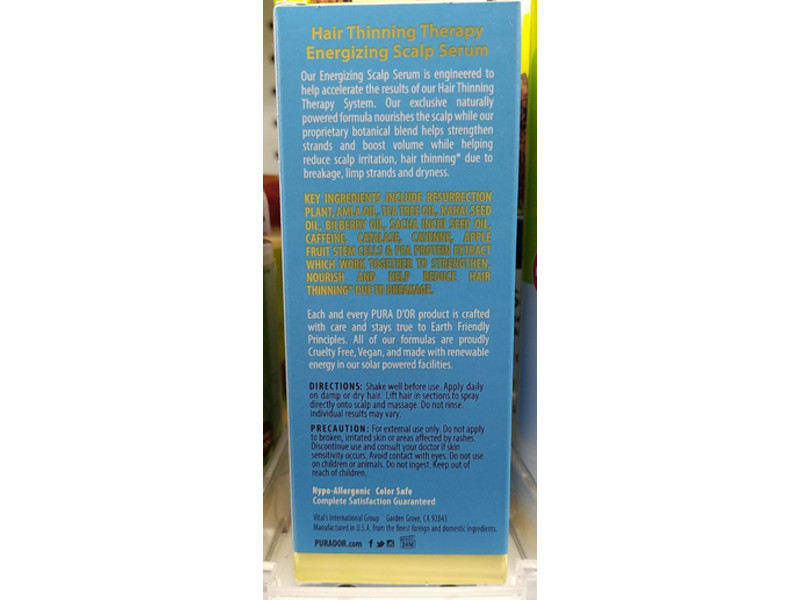 Hair Thinning Therapy
Energizing Scalp Serum
Our Energizing Scalp Serum is engineered to
help accelerate the results of our Hair Thinning
Therapy System. Our exclusive naturally
powered formula nourishes the scalp while our
proprietary botanical blend helps strengthen
strands and boost volume while helping
reduce scalp irritation, hair thinning* due to
breakage, limp strands and dryness.
KEY INGREDIENTS INCLUDE RESURRECTION
PLANT, AMLA OIL, TEA TREE OIL, KAHAI SEED
OIL, BILBERRY OIL, SACHA INCHI SEED OIL,
CAFFEINE, CATALASE, CAYENNE, APPLE
FRUIT STEM CELLS & PEA PROTEIN EXTRACT
WHICH WORK TOGETHER TO STRENGTHEN,
NOURISH AND HELP REDUCE HAIR
THINNING* DUE TO BREAKAGE.
Each and every PURA D'OR product is crafted
with care and stays true to Earth Friendly
Principles. All of our formulas are proudly
Cruelty Free, Vegan, and made with renewable
energy in our solar powered facilities.
DIRECTIONS: Shake well before use. Apply daily
on damp or dry hair. Lift hair in sections to spray
directly onto scalp and massage. Do not rinse.
Individual results may vary.
PRECAUTION: For external use only. Do not apply
to broken, irritated skin or areas affected by rashes.
Discontinue use and consult your doctor if skin
sensitivity occurs. Avoid contact with eyes. Do not use
on children or animals. Do not ingest. Keep out of
reach of children.
Hypo-Allergenic Color Safe
Complete Satisfaction Guaranteed
Vital's International Group Garden Grove, CA 92843
Manufactured in U.S.A. from the finest foreign and domestic ingredients.
PURADOR.com
24M